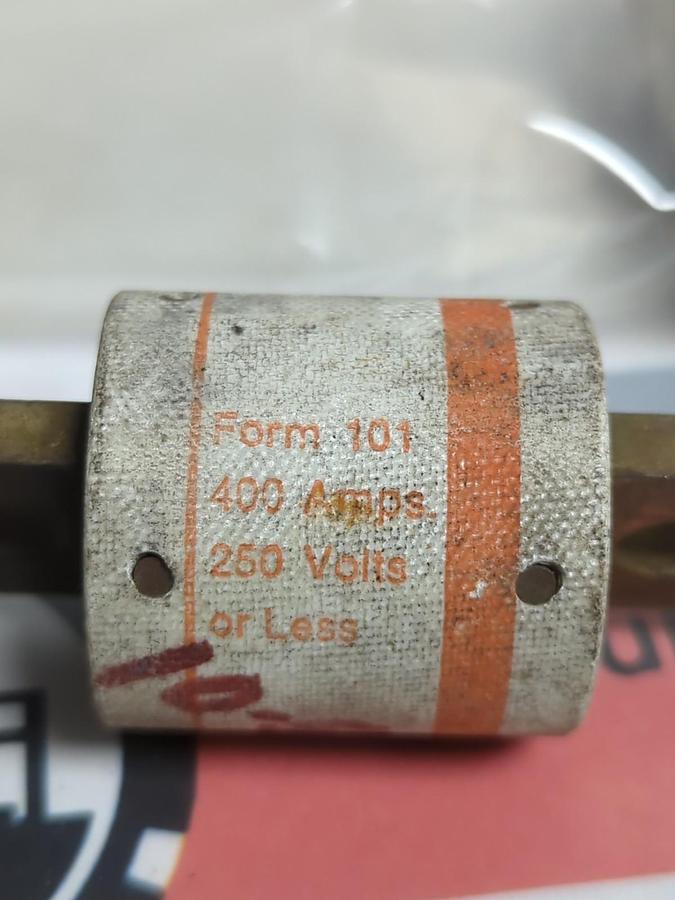 Form 101
400 Amps.
250 Volts
or Less